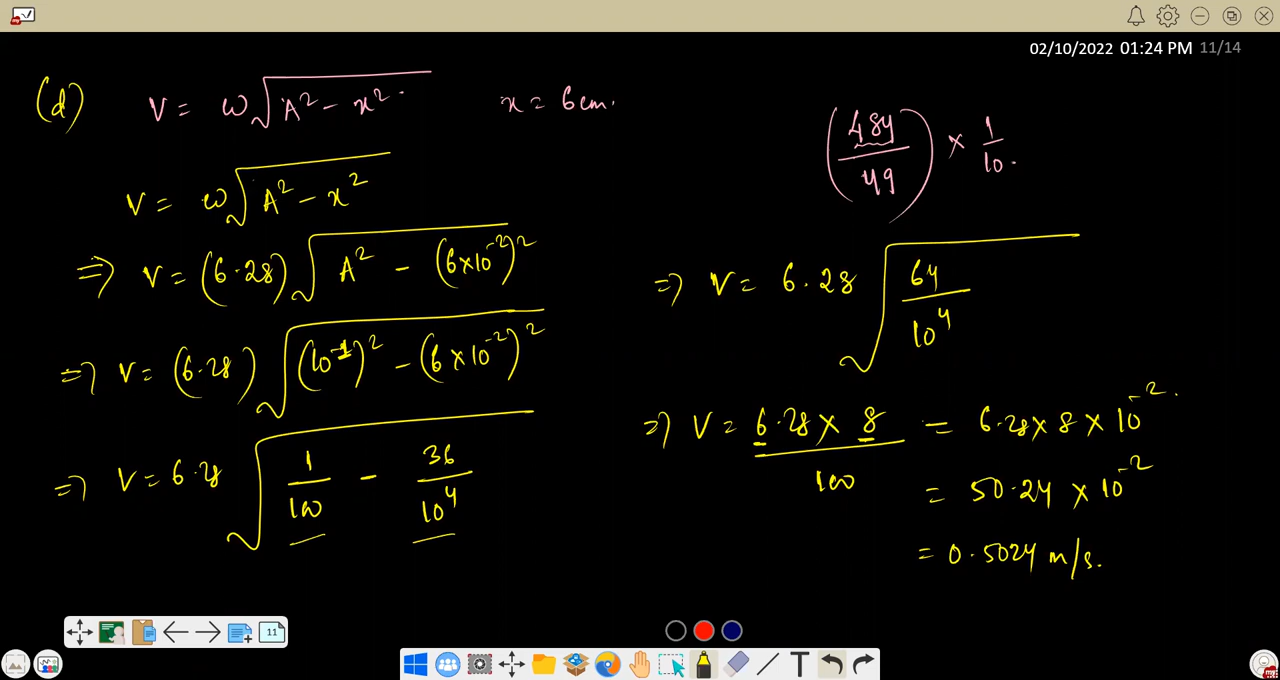 02/10/2022 01:24 PM 11/14
(d) V = ω√(A² - x²) x = 6 cm.
V = ω√(A² - x²)
⇒ V = (6.28) √(A² - (6×10⁻²)²)
⇒ V = (6.28) √((10⁻¹)² - (6×10⁻²)²)
⇒ V = 6.28 √(1/100 - 36/10⁴)
(484/49) × 1/10.
⇒ V = 6.28 √(64/10⁴)
⇒ V = 6.28 × 8/100 = 6.28 × 8 × 10⁻².
= 50.24 × 10⁻²
= 0.5024 m/s.
11
T